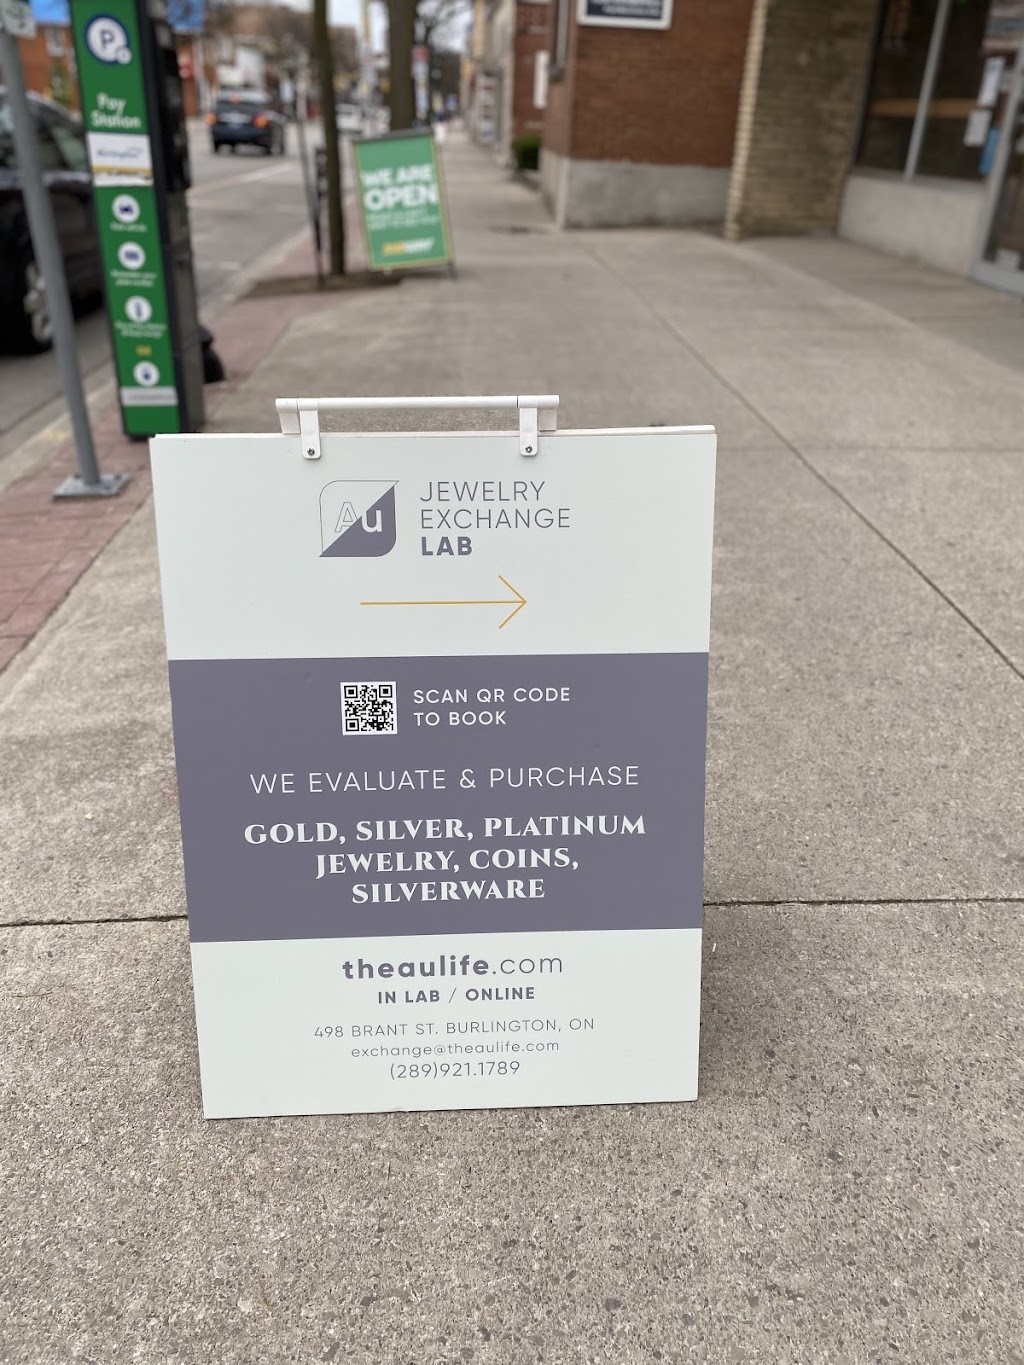 P
Pay
Station
WE ARE
OPEN
SUBWAY
Au
JEWELRY
EXCHANGE
LAB
SCAN QR CODE
TO BOOK
WE EVALUATE & PURCHASE
GOLD, SILVER, PLATINUM
JEWELRY, COINS,
SILVERWARE
theaulife.com
IN LAB / ONLINE
498 BRANT ST. BURLINGTON, ON
exchange@theaulife.com
(289)921.1789